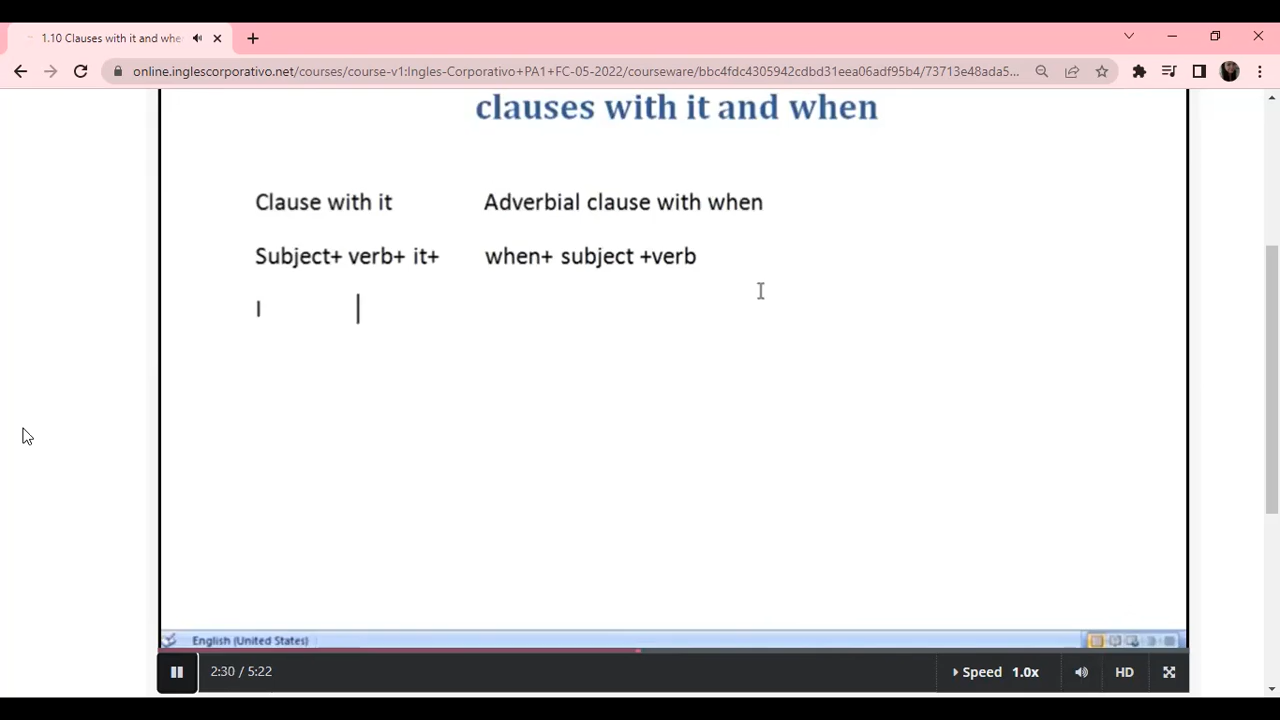 1.10 Clauses with it and whe
online.inglescorporativo.net/courses/course-v1:Ingles-Corporativo+PA1+FC-05-2022/courseware/bbc4fdc4305942cdbd31eea06adf95b4/73713e48ada5...
clauses with it and when
Clause with it Adverbial clause with when
Subject+ verb+ it+ when+ subject +verb
I
English (United States)
2:30 / 5:22 Speed 1.0x HD